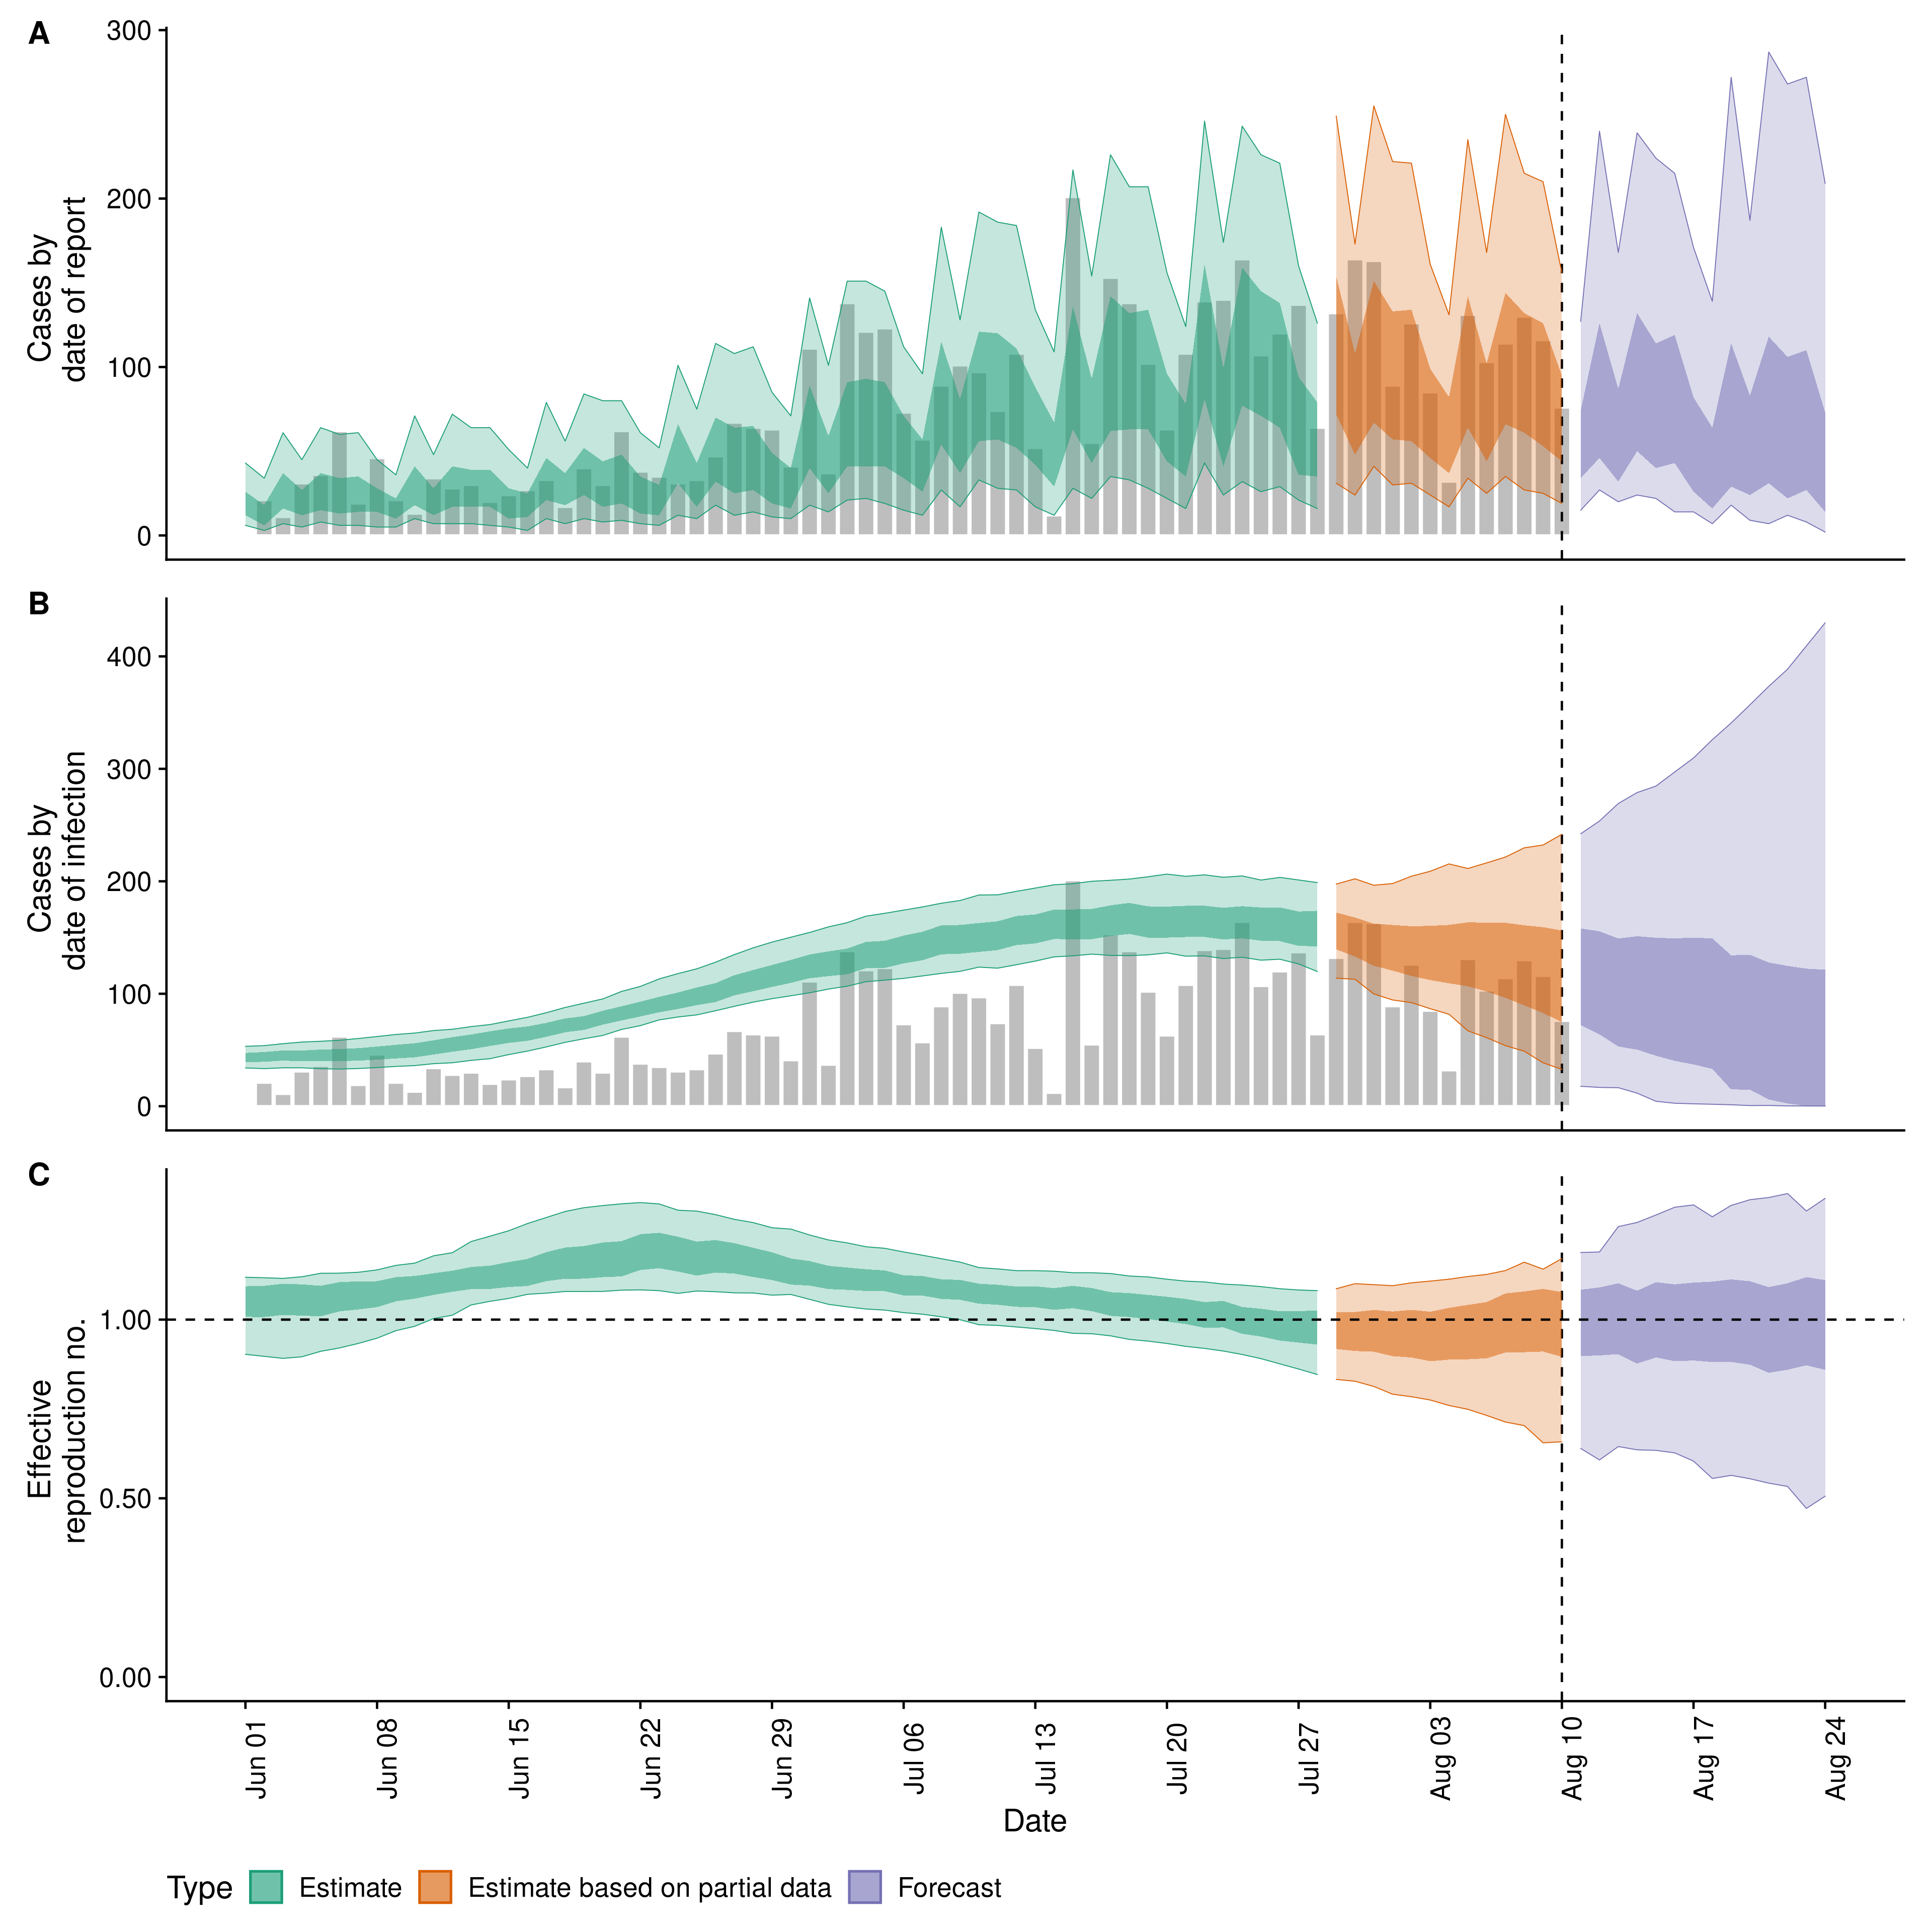 A
300
200
100
0
Cases by
date of report
B
400
300
200
100
0
Cases by
date of infection
C
1.00
0.50
0.00
Effective
reproduction no.
Jun 01
Jun 08
Jun 15
Jun 22
Jun 29
Jul 06
Jul 13
Jul 20
Jul 27
Aug 03
Aug 10
Aug 17
Aug 24
Date
Type Estimate Estimate based on partial data Forecast